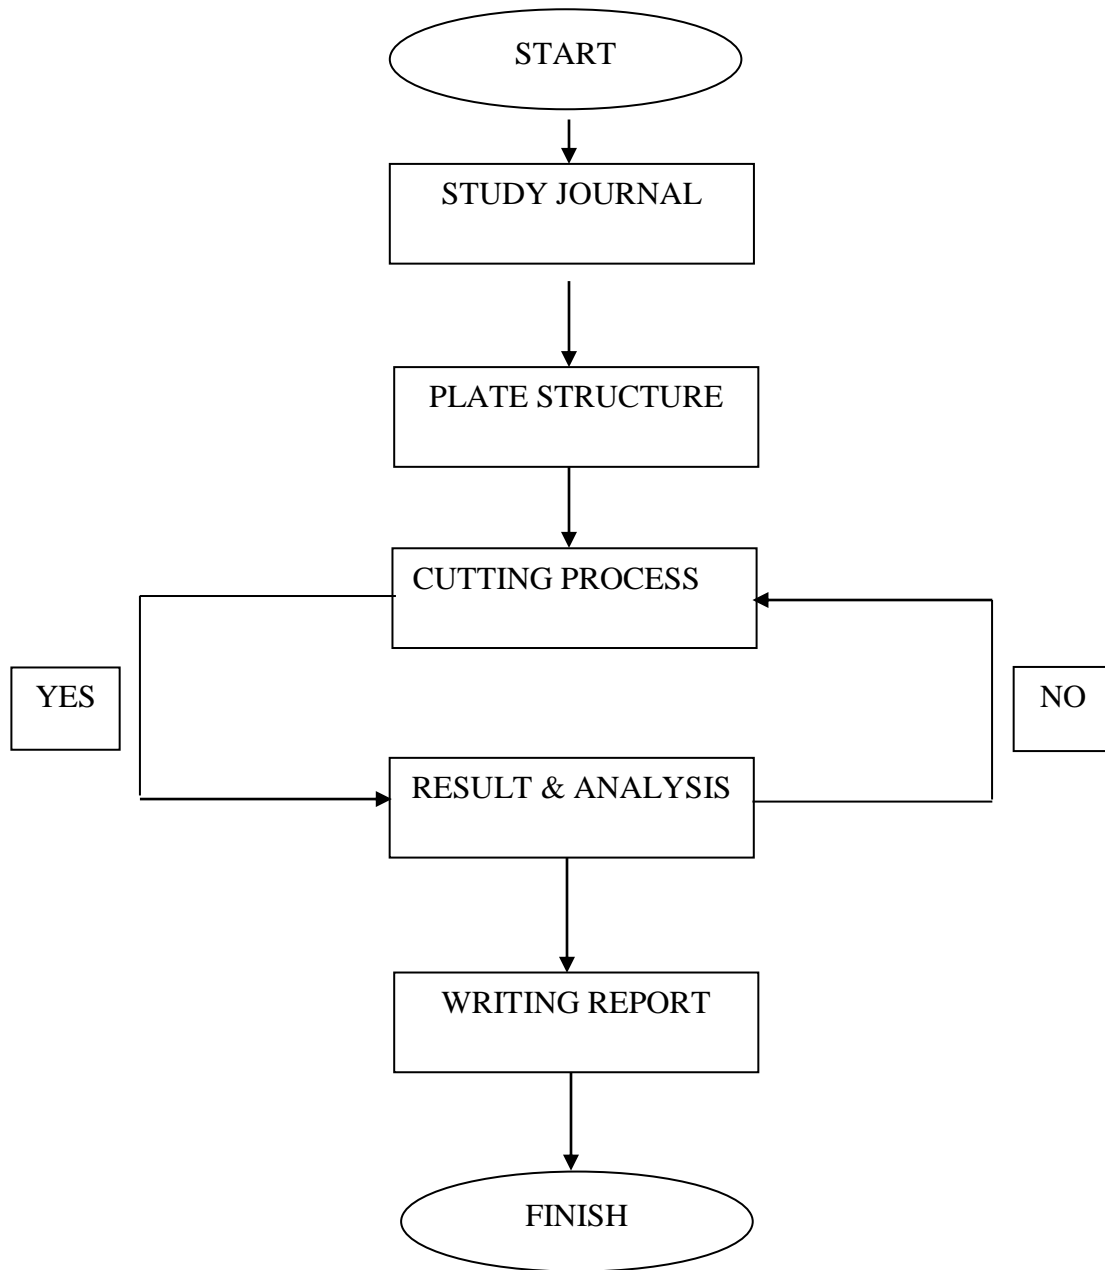 START
STUDY JOURNAL
PLATE STRUCTURE
CUTTING PROCESS
YES
NO
RESULT & ANALYSIS
WRITING REPORT
FINISH